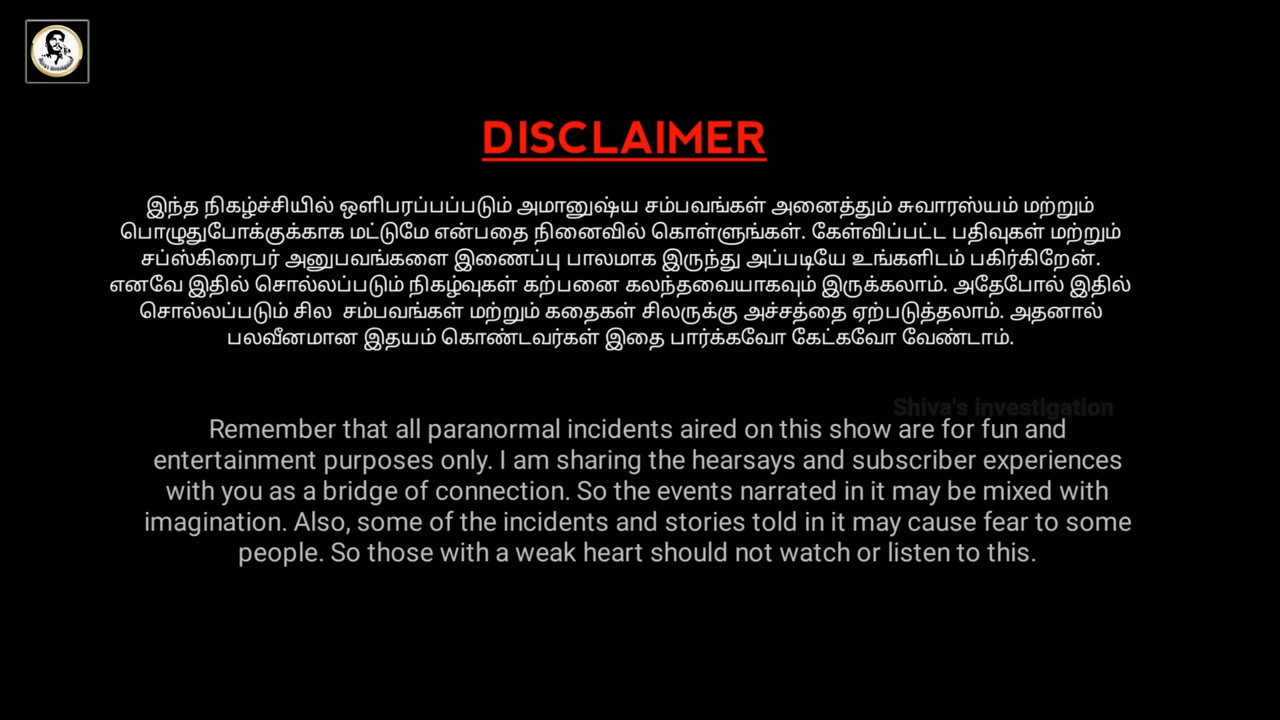 DISCLAIMER
இந்த நிகழ்ச்சியில் ஒளிபரப்பப்படும் அமானுஷ்ய சம்பவங்கள் அனைத்தும் சுவாரஸ்யம் மற்றும்
பொழுதுபோக்குக்காக மட்டுமே என்பதை நினைவில் கொள்ளுங்கள். கேள்விப்பட்ட பதிவுகள் மற்றும்
சப்ஸ்கிரைபர் அனுபவங்களை இணைப்பு பாலமாக இருந்து அப்படியே உங்களிடம் பகிர்கிறேன்.
எனவே இதில் சொல்லப்படும் நிகழ்வுகள் கற்பனை கலந்தவையாகவும் இருக்கலாம். அதேபோல் இதில்
சொல்லப்படும் சில சம்பவங்கள் மற்றும் கதைகள் சிலருக்கு அச்சத்தை ஏற்படுத்தலாம். அதனால்
பலவீனமான இதயம் கொண்டவர்கள் இதை பார்க்கவோ கேட்கவோ வேண்டாம்.
Shiva's investigation
Remember that all paranormal incidents aired on this show are for fun and
entertainment purposes only. I am sharing the hearsays and subscriber experiences
with you as a bridge of connection. So the events narrated in it may be mixed with
imagination. Also, some of the incidents and stories told in it may cause fear to some
people. So those with a weak heart should not watch or listen to this.